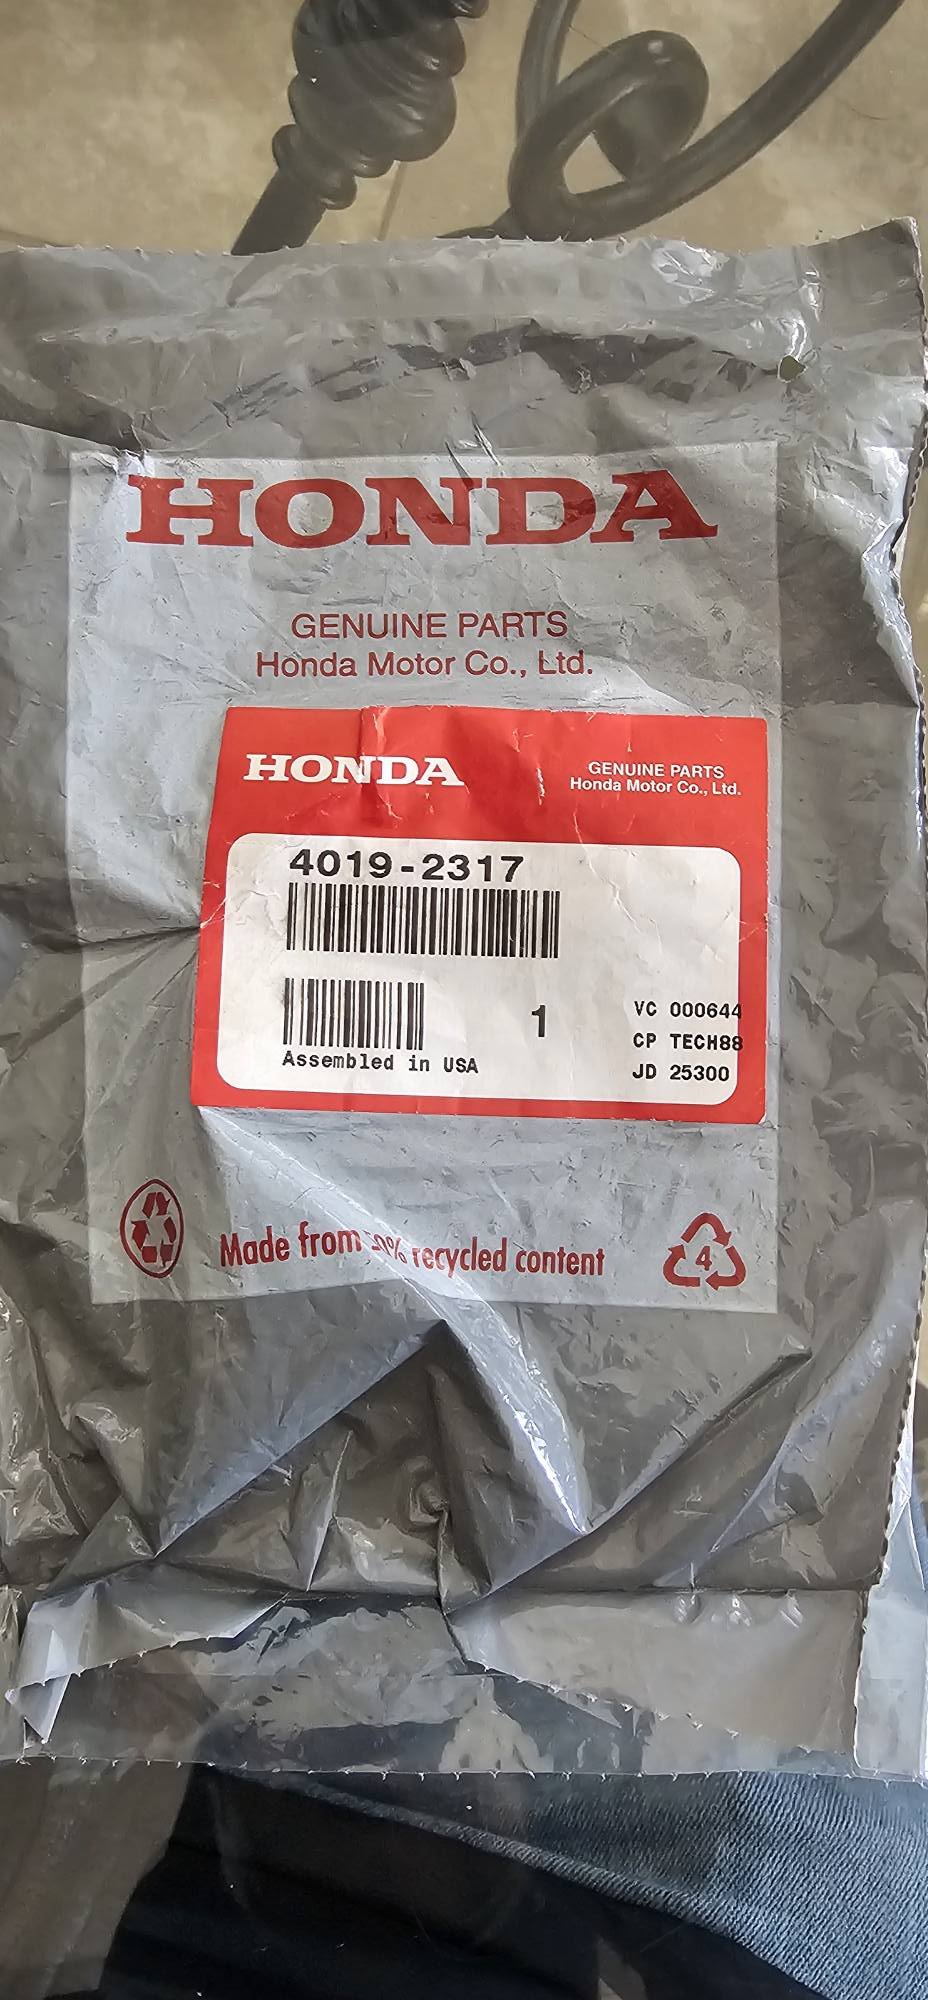 HONDA
GENUINE PARTS
Honda Motor Co., Ltd.
HONDA
GENUINE PARTS
Honda Motor Co., Ltd.
4019-2317
1
VC 000644
CP TECH88
JD 25300
Assembled in USA
Made from recycled content
4